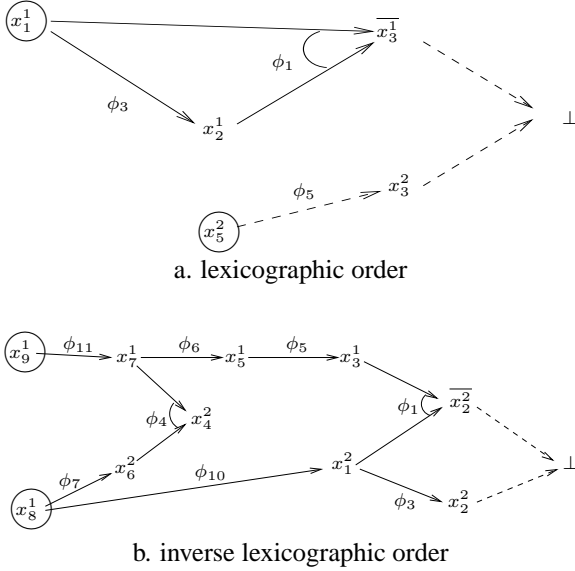 x_1^1
\overline{x_3^1}
ϕ_1
ϕ_3
x_2^1
⊥
ϕ_5
x_3^2
x_5^2
a. lexicographic order
x_9^1
ϕ_11
x_7^1
ϕ_6
x_5^1
ϕ_5
x_3^1
ϕ_1
\overline{x_2^2}
ϕ_4
x_4^2
ϕ_7
x_6^2
ϕ_10
x_1^2
⊥
ϕ_3
x_2^2
x_8^1
b. inverse lexicographic order